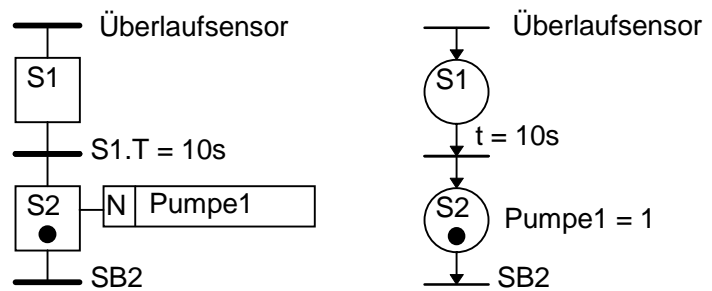 Überlaufsensor
S1
S1.T = 10s
S2
N Pumpe1
SB2
Überlaufsensor
S1
t = 10s
S2
Pumpe1 = 1
SB2